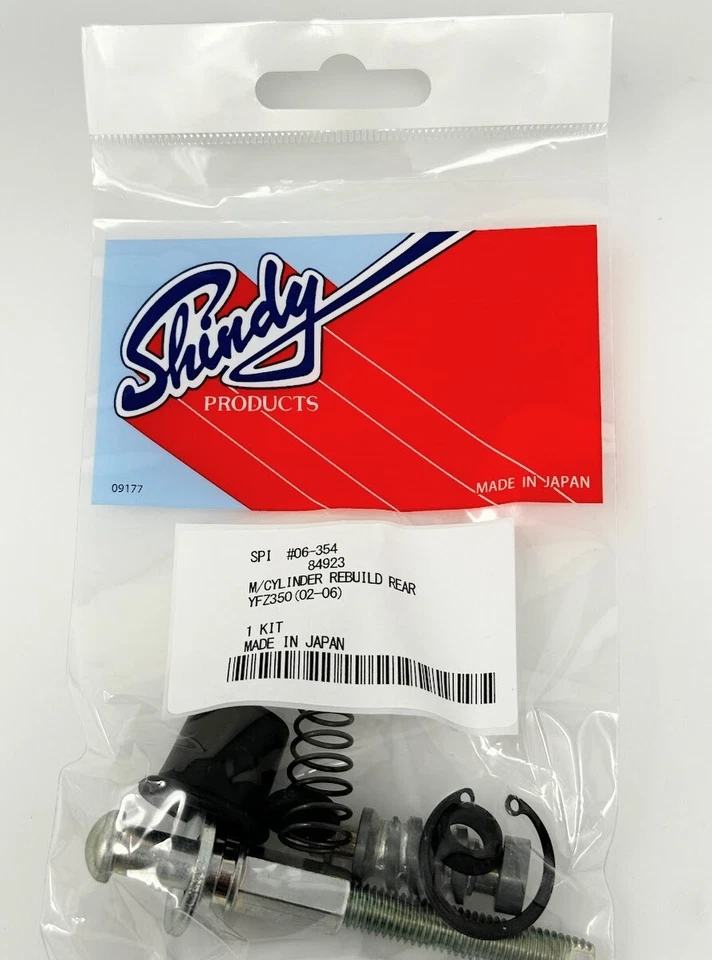 Shindy
PRODUCTS
09177
MADE IN JAPAN
SPI #06-354
84923
M/CYLINDER REBUILD REAR
YFZ350(02-06)
1 KIT
MADE IN JAPAN